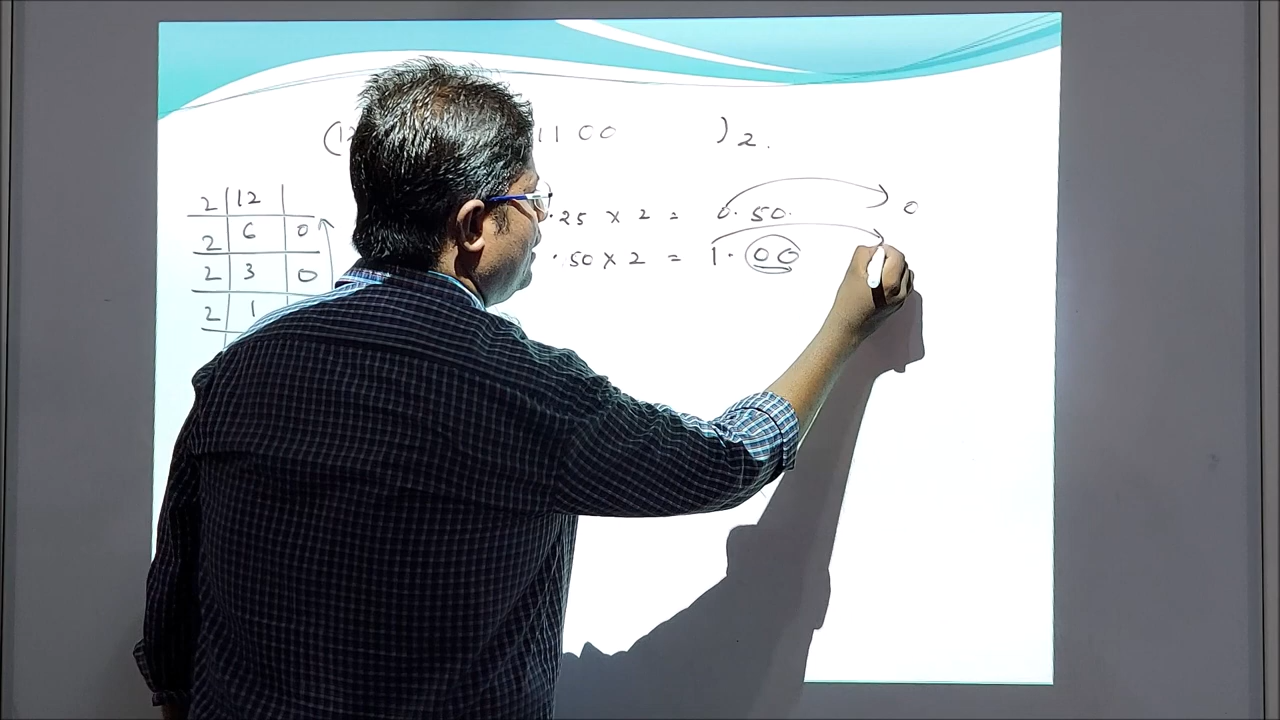 (12 1100 )2.
2 12
2 6 0
2 3 0
2 1
.25 x 2 = 0.50. 0
.50 x 2 = 1.00